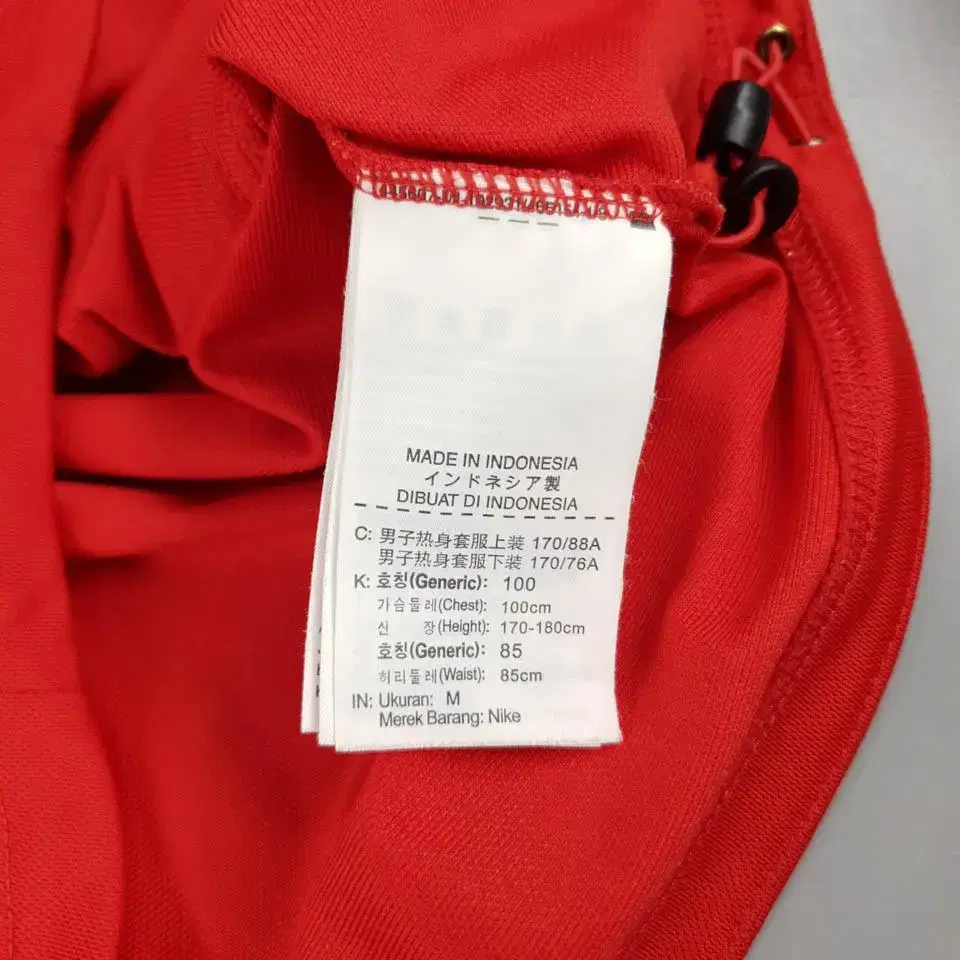 MADE IN INDONESIA
インドネシア製
DIBUAT DI INDONESIA
C: 男子热身套服上装 170/88A
男子热身套服下装 170/76A
K: 호칭(Generic): 100
가슴둘레(Chest): 100cm
신 장(Height): 170-180cm
호칭(Generic): 85
허리둘레(Waist): 85cm
IN: Ukuran: M
Merek Barang: Nike